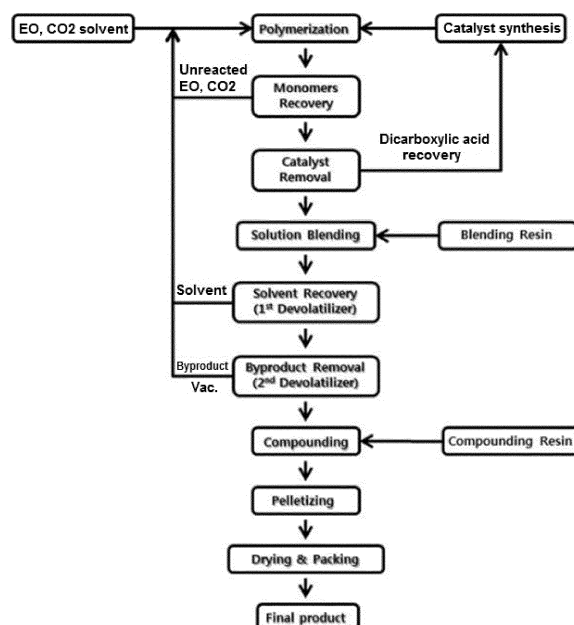 EO, CO2 solvent
Polymerization
Catalyst synthesis
Unreacted
EO, CO2
Monomers
Recovery
Dicarboxylic acid
recovery
Catalyst
Removal
Solution Blending
Blending Resin
Solvent
Solvent Recovery
(1st Devolatilizer)
Byproduct
Vac.
Byproduct Removal
(2nd Devolatilizer)
Compounding
Compounding Resin
Pelletizing
Drying & Packing
Final product